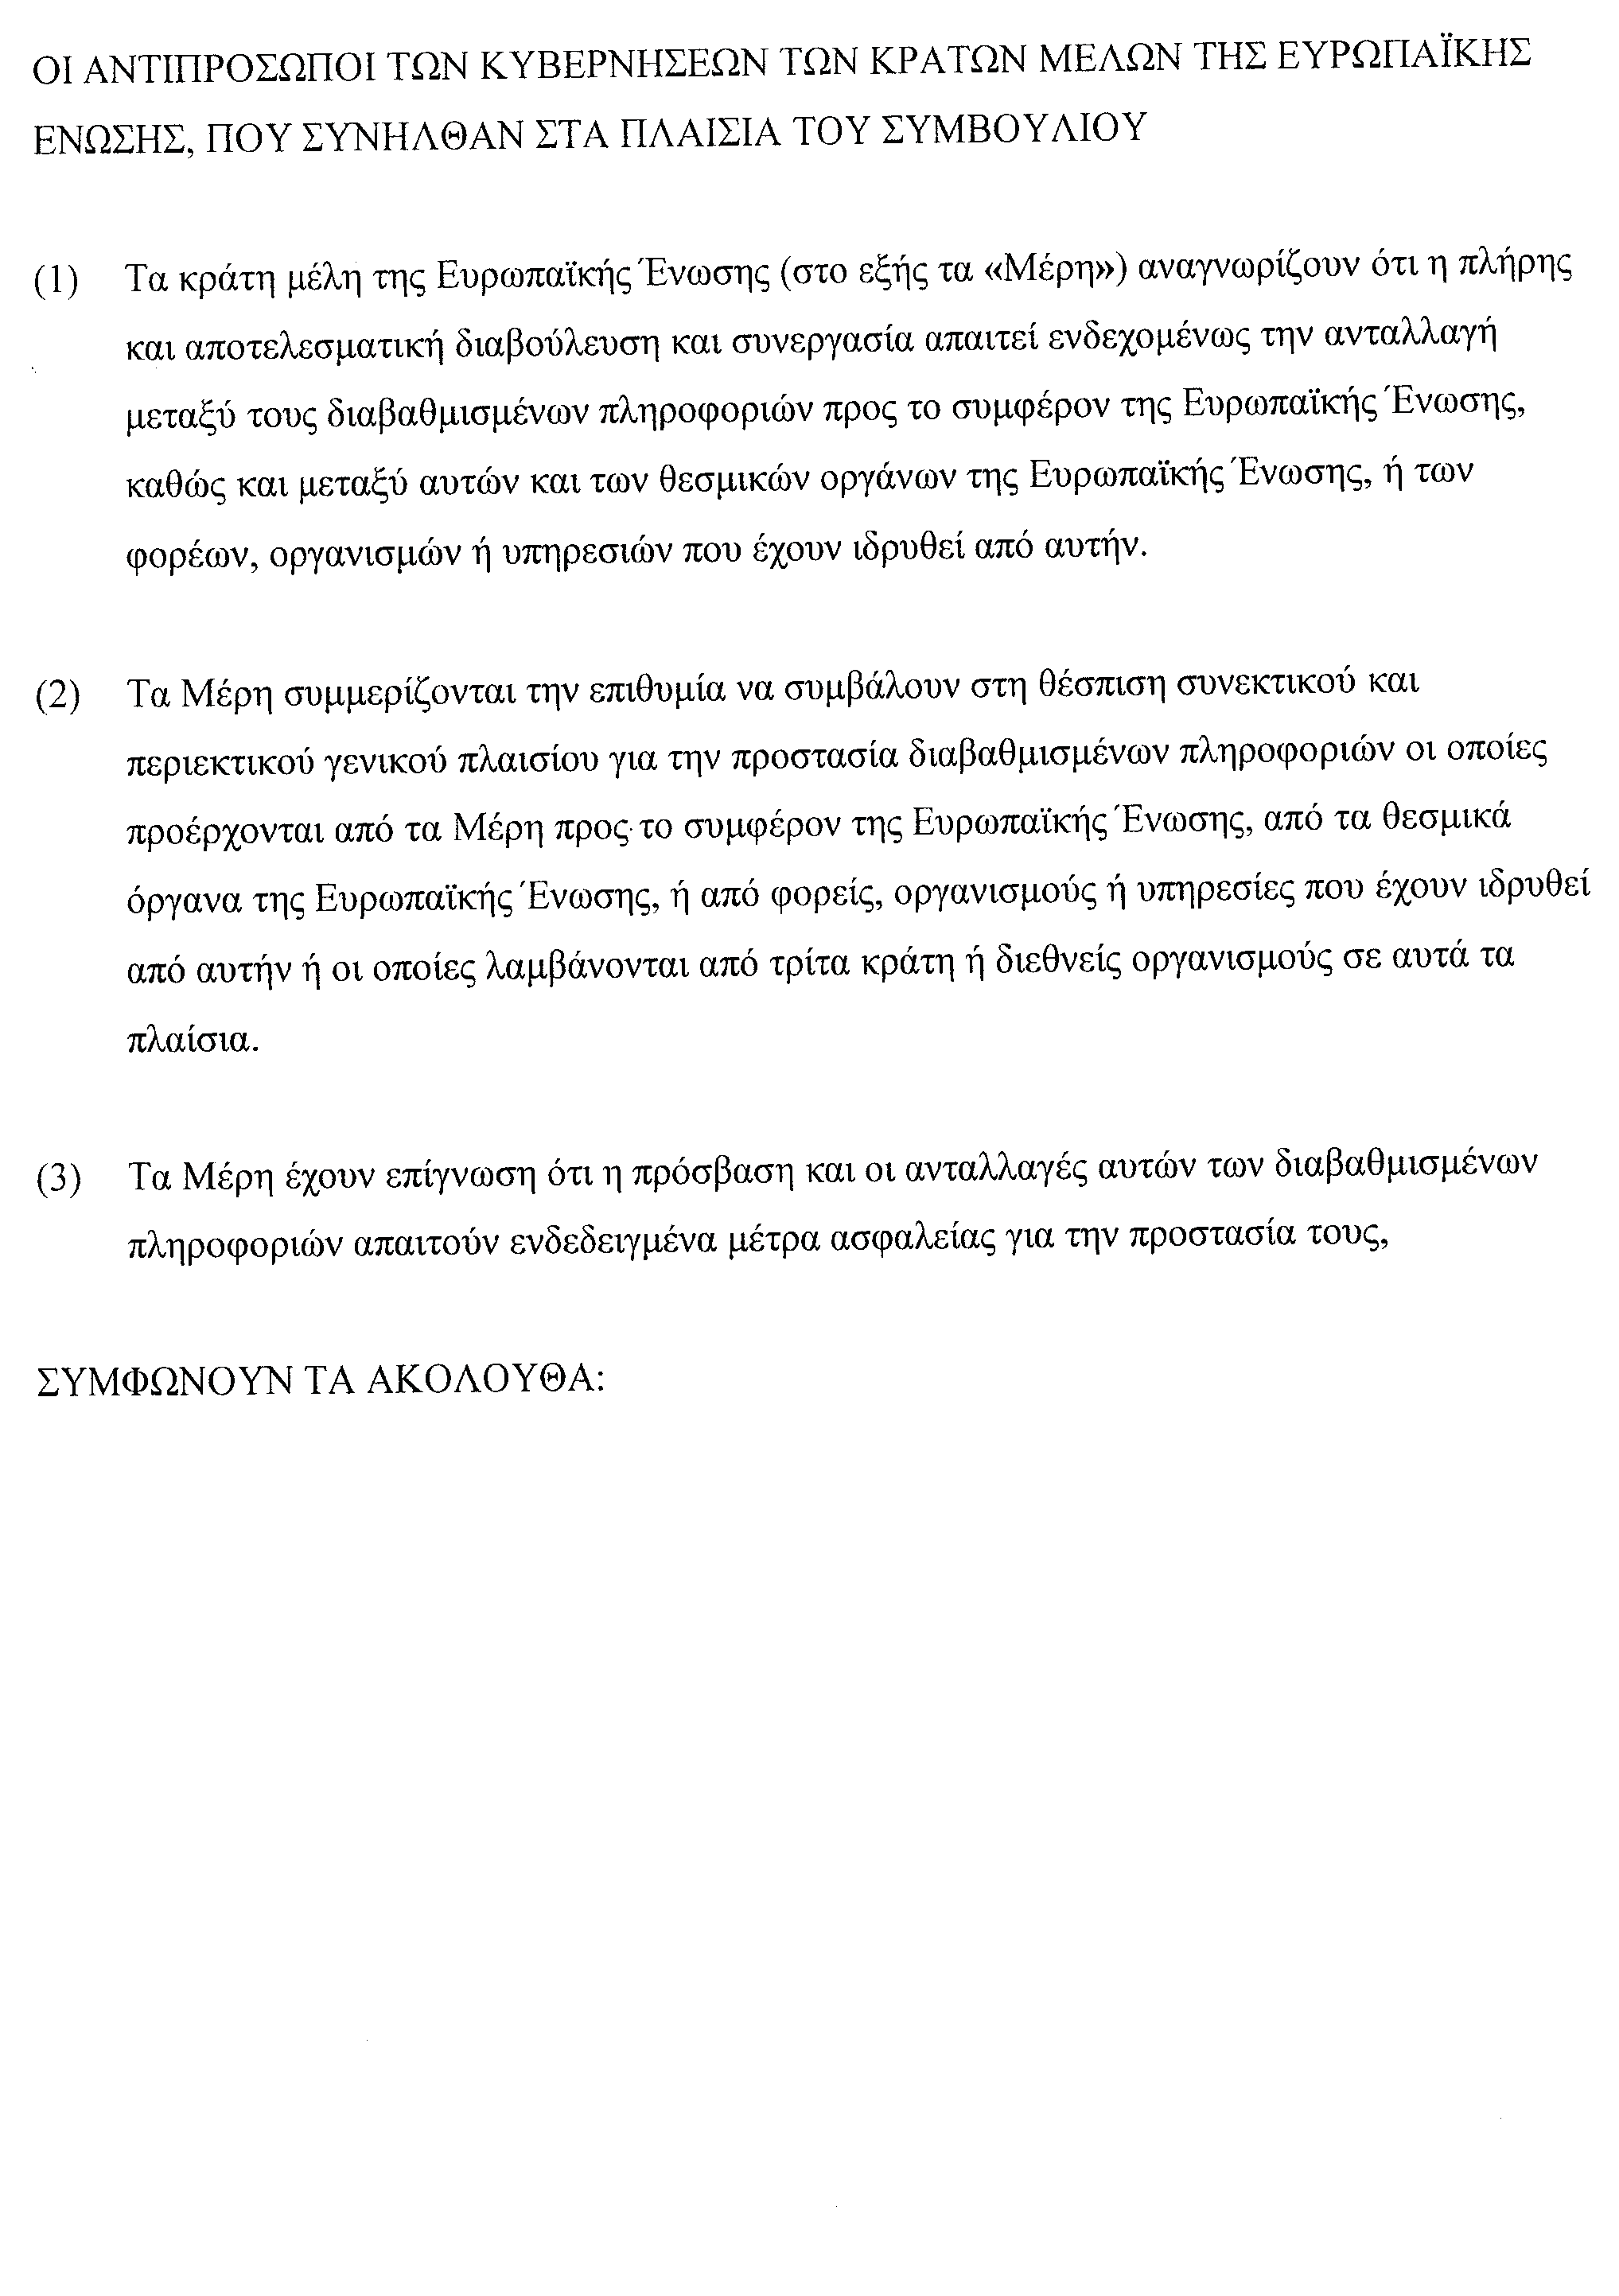 ΟΙ ΑΝΤΙΠΡΟΣΩΠΟΙ ΤΩΝ ΚΥΒΕΡΝΗΣΕΩΝ ΤΩΝ ΚΡΑΤΩΝ ΜΕΛΩΝ ΤΗΣ ΕΥΡΩΠΑΪΚΗΣ
ΕΝΩΣΗΣ, ΠΟΥ ΣΥΝΗΛΘΑΝ ΣΤΑ ΠΛΑΙΣΙΑ ΤΟΥ ΣΥΜΒΟΥΛΙΟΥ
(1) Τα κράτη μέλη της Ευρωπαϊκής Ένωσης (στο εξής τα «Μέρη») αναγνωρίζουν ότι η πλήρης
και αποτελεσματική διαβούλευση και συνεργασία απαιτεί ενδεχομένως την ανταλλαγή
μεταξύ τους διαβαθμισμένων πληροφοριών προς το συμφέρον της Ευρωπαϊκής Ένωσης,
καθώς και μεταξύ αυτών και των θεσμικών οργάνων της Ευρωπαϊκής Ένωσης, ή των
φορέων, οργανισμών ή υπηρεσιών που έχουν ιδρυθεί από αυτήν.
(2) Τα Μέρη συμμερίζονται την επιθυμία να συμβάλουν στη θέσπιση συνεκτικού και
περιεκτικού γενικού πλαισίου για την προστασία διαβαθμισμένων πληροφοριών οι οποίες
προέρχονται από τα Μέρη προς το συμφέρον της Ευρωπαϊκής Ένωσης, από τα θεσμικά
όργανα της Ευρωπαϊκής Ένωσης, ή από φορείς, οργανισμούς ή υπηρεσίες που έχουν ιδρυθεί
από αυτήν ή οι οποίες λαμβάνονται από τρίτα κράτη ή διεθνείς οργανισμούς σε αυτά τα
πλαίσια.
(3) Τα Μέρη έχουν επίγνωση ότι η πρόσβαση και οι ανταλλαγές αυτών των διαβαθμισμένων
πληροφοριών απαιτούν ενδεδειγμένα μέτρα ασφαλείας για την προστασία τους,
ΣΥΜΦΩΝΟΥΝ ΤΑ ΑΚΟΛΟΥΘΑ: